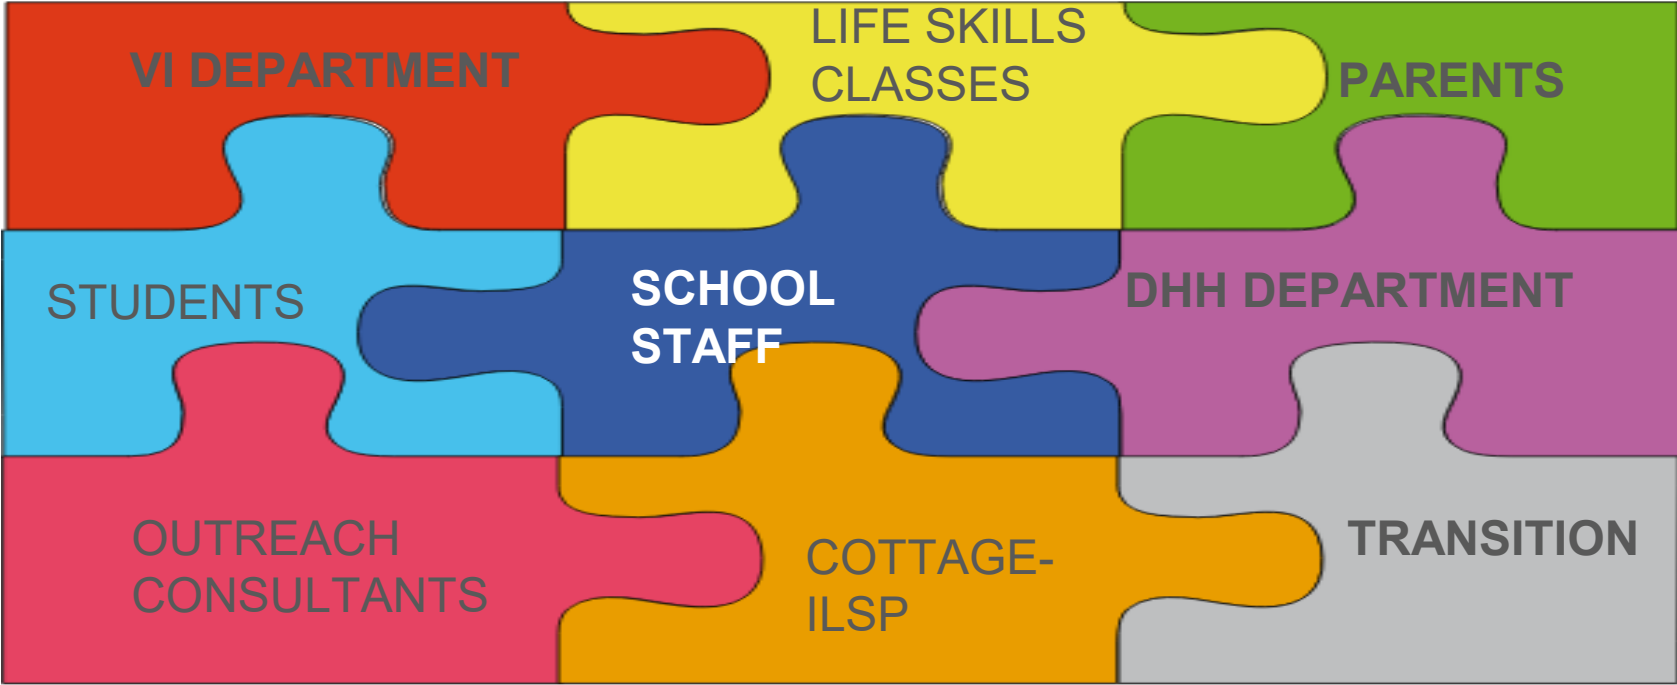 VI DEPARTMENT
LIFE SKILLS
CLASSES
PARENTS
STUDENTS
SCHOOL
STAFF
DHH DEPARTMENT
OUTREACH
CONSULTANTS
COTTAGE-
ILSP
TRANSITION